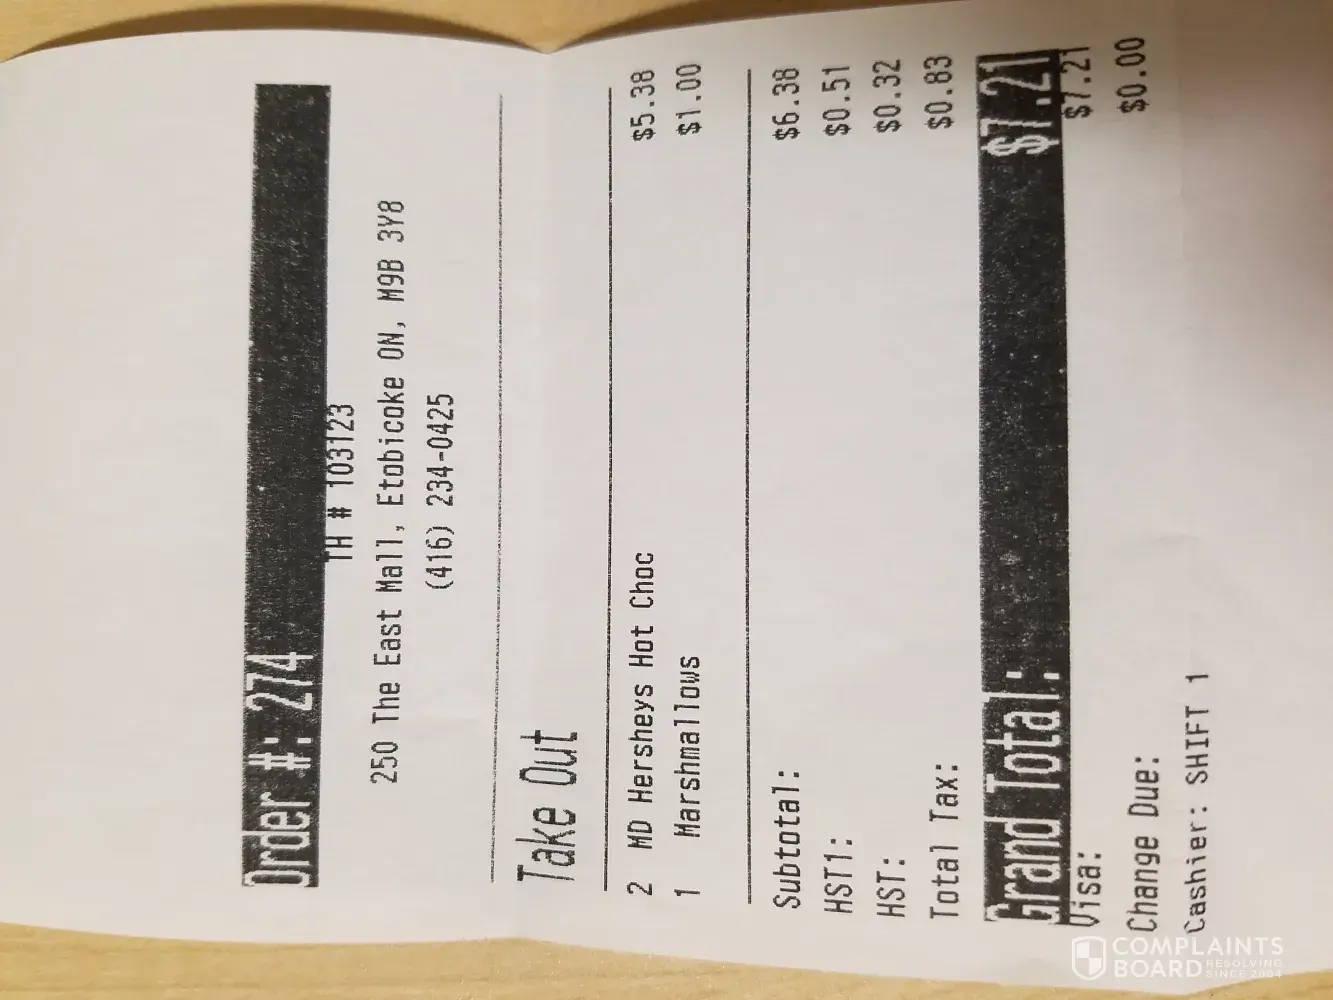 Order #: 274
TH # 103123
250 The East Mall, Etobicoke ON, M9B 3Y8
(416) 234-0425
Take Out
2 MD Hersheys Hot Choc $5.38
1 Marshmallows $1.00
Subtotal: $6.38
HST1: $0.51
HST: $0.32
Total Tax: $0.83
Grand Total: $7.21
Visa: $7.21
Change Due: $0.00
Cashier: SHIFT 1
COMPLAINTS
BOARD RESOLVING
SINCE 2004